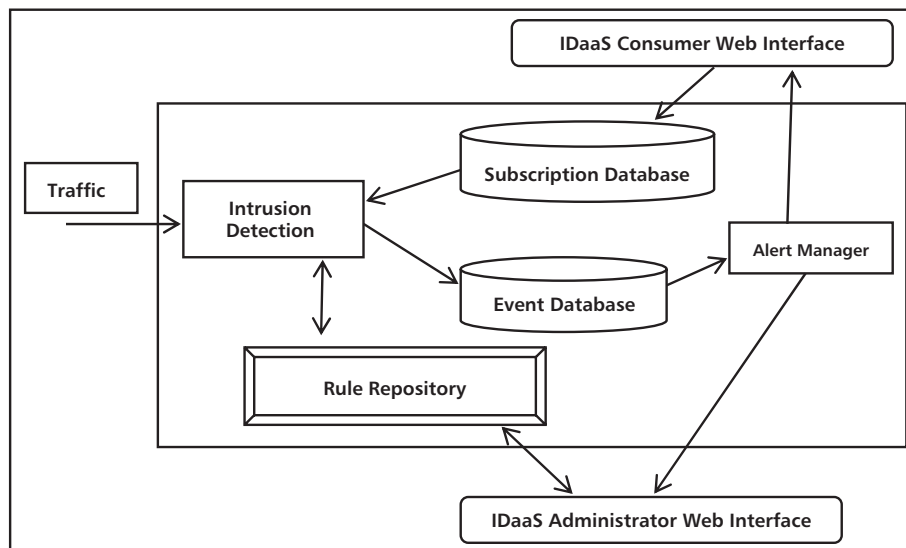 IDaaS Consumer Web Interface
Subscription Database
Traffic
Intrusion
Detection
Alert Manager
Event Database
Rule Repository
IDaaS Administrator Web Interface